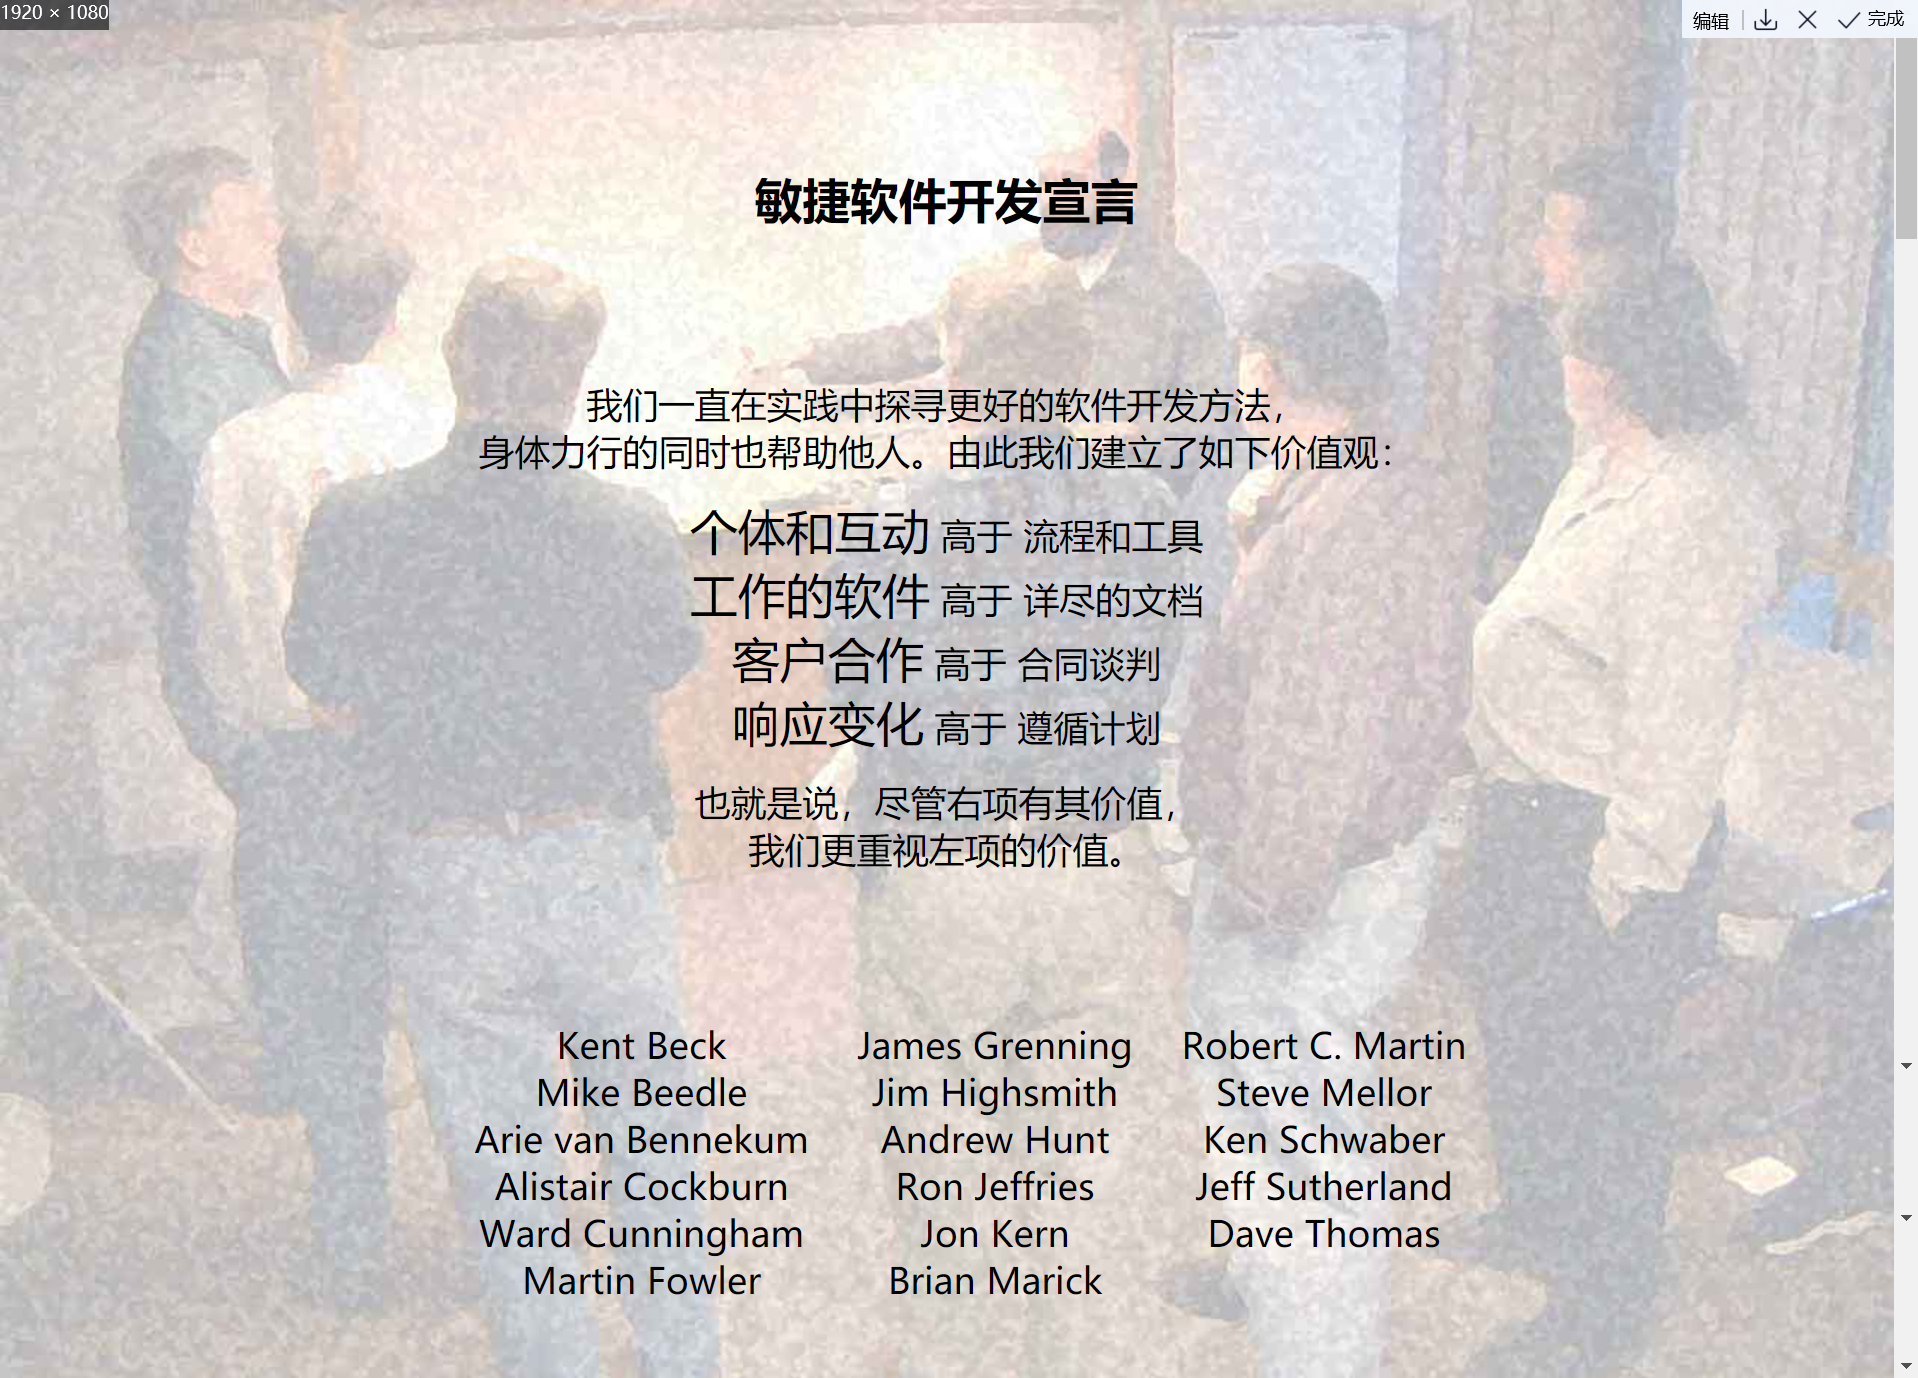 1920 × 1080
编辑
完成
敏捷软件开发宣言
我们一直在实践中探寻更好的软件开发方法，
身体力行的同时也帮助他人。由此我们建立了如下价值观：
个体和互动 高于 流程和工具
工作的软件 高于 详尽的文档
客户合作 高于 合同谈判
响应变化 高于 遵循计划
也就是说，尽管右项有其价值，
我们更重视左项的价值。
Kent Beck
Mike Beedle
Arie van Bennekum
Alistair Cockburn
Ward Cunningham
Martin Fowler
James Grenning
Jim Highsmith
Andrew Hunt
Ron Jeffries
Jon Kern
Brian Marick
Robert C. Martin
Steve Mellor
Ken Schwaber
Jeff Sutherland
Dave Thomas